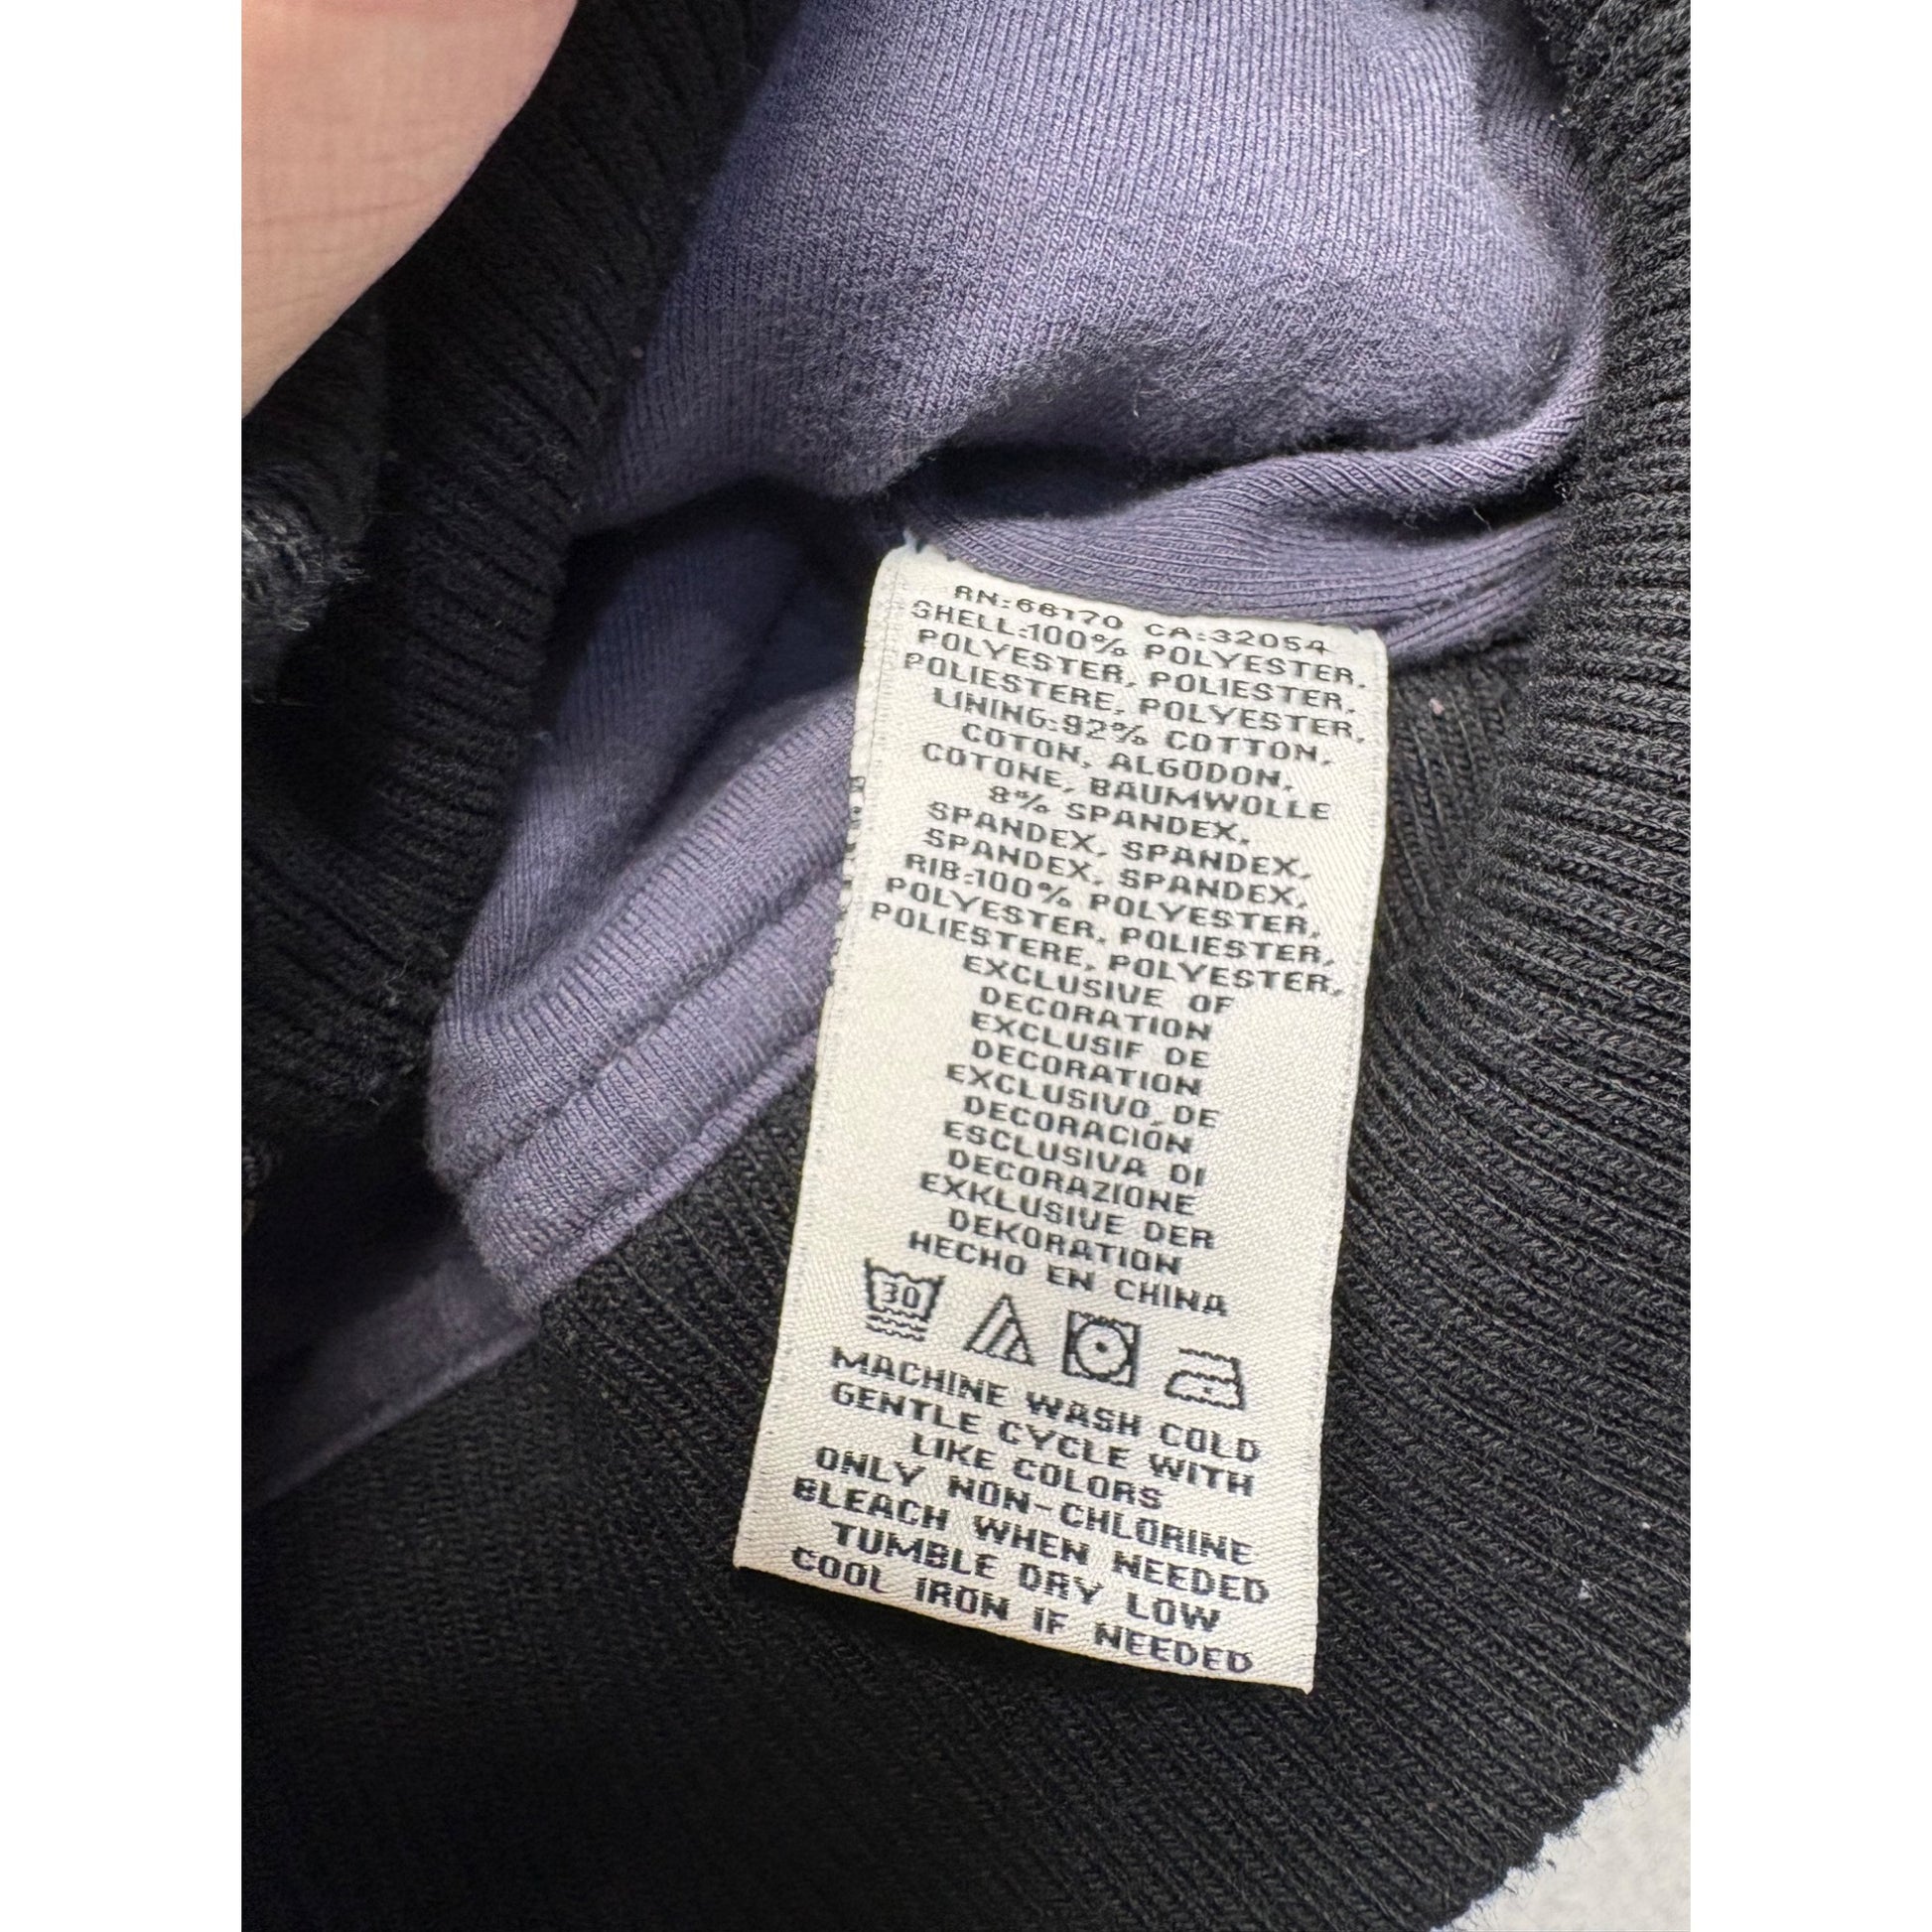 RN:68170 CA:32054
SHELL:100% POLYESTER,
POLYESTER, POLIESTER,
POLIESTERE, POLYESTER,
LINING:92% COTTON,
COTON, ALGODON,
COTONE, BAUMWOLLE
8% SPANDEX,
SPANDEX, SPANDEX,
SPANDEX, SPANDEX,
RIB:100% POLYESTER,
POLYESTER, POLIESTER,
POLIESTERE, POLYESTER,
EXCLUSIVE OF
DECORATION
EXCLUSIF DE
DECORATION
EXCLUSIVO DE
DECORACIÓN
ESCLUSIVA DI
DECORAZIONE
EXKLUSIVE DER
DEKORATION
HECHO EN CHINA
30
MACHINE WASH COLD
GENTLE CYCLE WITH
LIKE COLORS
ONLY NON-CHLORINE
BLEACH WHEN NEEDED
TUMBLE DRY LOW
COOL IRON IF NEEDED